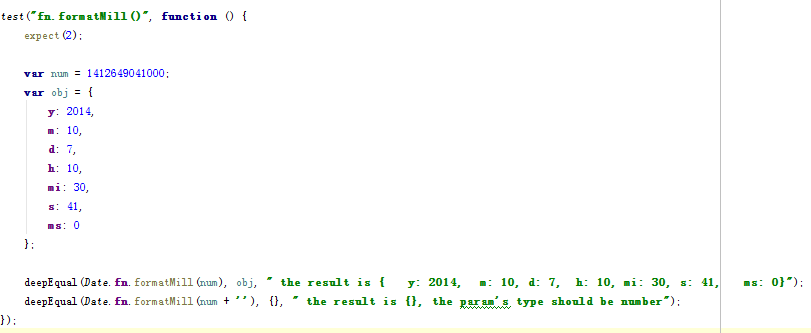 test("fn.formatMill()", function () {
expect(2);
var num = 1412649041000;
var obj = {
y: 2014,
m: 10,
d: 7,
h: 10,
mi: 30,
s: 41,
ms: 0
};
deepEqual(Date.fn.formatMill(num), obj, " the result is {   y: 2014,   m: 10, d: 7,  h: 10, mi: 30, s: 41,   ms: 0}");
deepEqual(Date.fn.formatMill(num + ''), {}, " the result is {}, the param's type should be number");
});